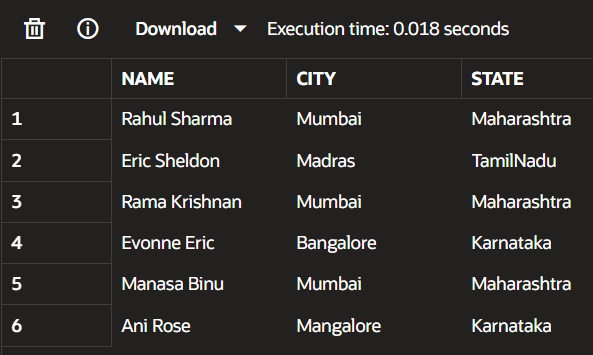 Download Execution time: 0.018 seconds
NAME CITY STATE
1 Rahul Sharma Mumbai Maharashtra
2 Eric Sheldon Madras TamilNadu
3 Rama Krishnan Mumbai Maharashtra
4 Evonne Eric Bangalore Karnataka
5 Manasa Binu Mumbai Maharashtra
6 Ani Rose Mangalore Karnataka